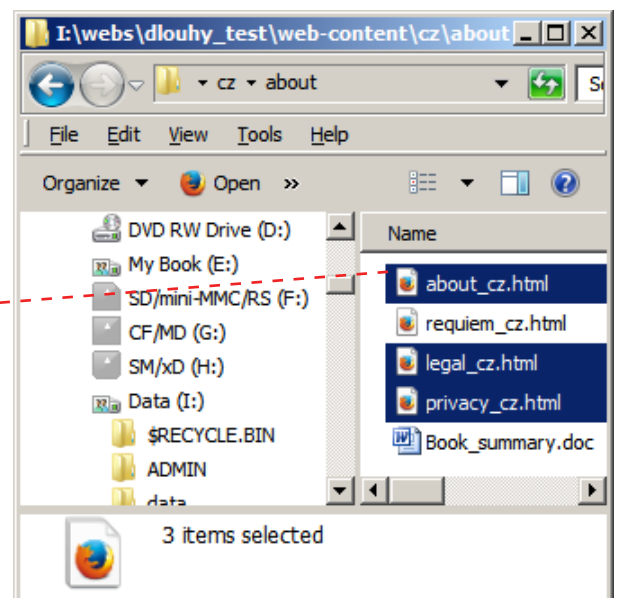 I:\webs\dlouhy_test\web-content\cz\about
cz about
File Edit View Tools Help
Organize Open »
DVD RW Drive (D:)
My Book (E:)
SD/mini-MMC/RS (F:)
CF/MD (G:)
SM/xD (H:)
Data (I:)
$RECYCLE.BIN
ADMIN
data
Name
about_cz.html
requiem_cz.html
legal_cz.html
privacy_cz.html
Book_summary.doc
3 items selected